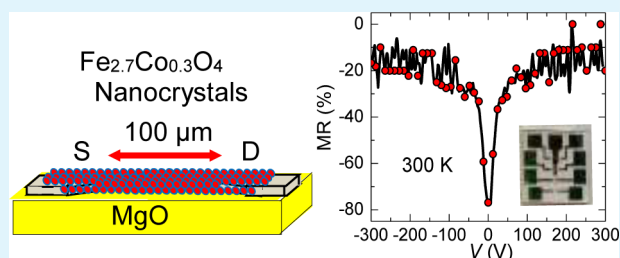 Fe2.7Co0.3O4
Nanocrystals
100 μm
S D
MgO
MR (%)
0
-20
-40
-60
-80
300 K
-300 -200 -100 0 100 200 300
V (V)